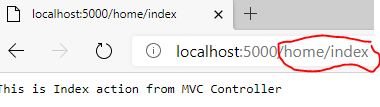 localhost:5000/home/index
localhost:5000/home/index
This is Index action from MVC Controller